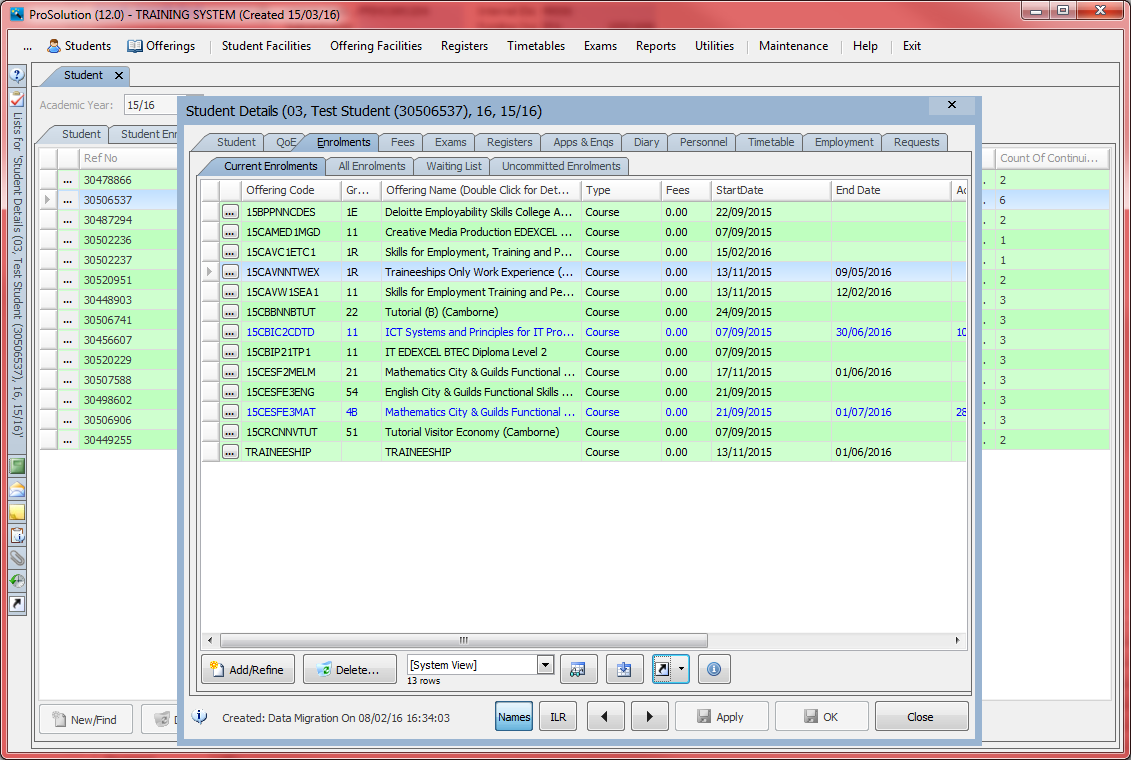 ProSolution (12.0) - TRAINING SYSTEM (Created 15/03/16)
... Students Offerings Student Facilities Offering Facilities Registers Timetables Exams Reports Utilities Maintenance Help Exit
Student
Academic Year: 15/16
Student Student Enr
Lists for 'Student Details (03, Test Student (30506537), 16, 15/16)'
Ref No Count Of Continui...
... 30478866 2
... 30506537 6
... 30487294 2
... 30502236 1
... 30502237 1
... 30520951 2
... 30448903 3
... 30506741 3
... 30456607 3
... 30520229 3
... 30507588 3
... 30498602 3
... 30506906 3
... 30449255 2
New/Find D
Student Details (03, Test Student (30506537), 16, 15/16)
Student QoE Enrolments Fees Exams Registers Apps & Enqs Diary Personnel Timetable Employment Requests
Current Enrolments All Enrolments Waiting List Uncommitted Enrolments
Offering Code Gr... Offering Name (Double Click for Det... Type Fees StartDate End Date Ac
... 15BPPNNCDES 1E Deloitte Employability Skills College A... Course 0.00 22/09/2015
... 15CAMED1MGD 11 Creative Media Production EDEXCEL ... Course 0.00 07/09/2015
... 15CAVC1ETC1 1R Skills for Employment, Training and P... Course 0.00 15/02/2016
... 15CAVNNTWEX 1R Traineeships Only Work Experience (... Course 0.00 13/11/2015 09/05/2016
... 15CAVW1SEA1 11 Skills for Employment Training and Pe... Course 0.00 13/11/2015 12/02/2016
... 15CBBNNBTUT 22 Tutorial (B) (Camborne) Course 0.00 24/09/2015
... 15CBIC2CDTD 11 ICT Systems and Principles for IT Pro... Course 0.00 07/09/2015 30/06/2016 10
... 15CBIP21TP1 11 IT EDEXCEL BTEC Diploma Level 2 Course 0.00 07/09/2015
... 15CESF2MELM 21 Mathematics City & Guilds Functional ... Course 0.00 17/11/2015 01/06/2016
... 15CESFE3ENG 54 English City & Guilds Functional Skills ... Course 0.00 21/09/2015
... 15CESFE3MAT 4B Mathematics City & Guilds Functional ... Course 0.00 21/09/2015 01/07/2016 28
... 15CRCNNVTUT 51 Tutorial Visitor Economy (Camborne) Course 0.00 07/09/2015
... TRAINEESHIP TRAINEESHIP Course 0.00 13/11/2015 01/06/2016
Add/Refine Delete... [System View]
13 rows
Created: Data Migration On 08/02/16 16:34:03 Names ILR Apply OK Close